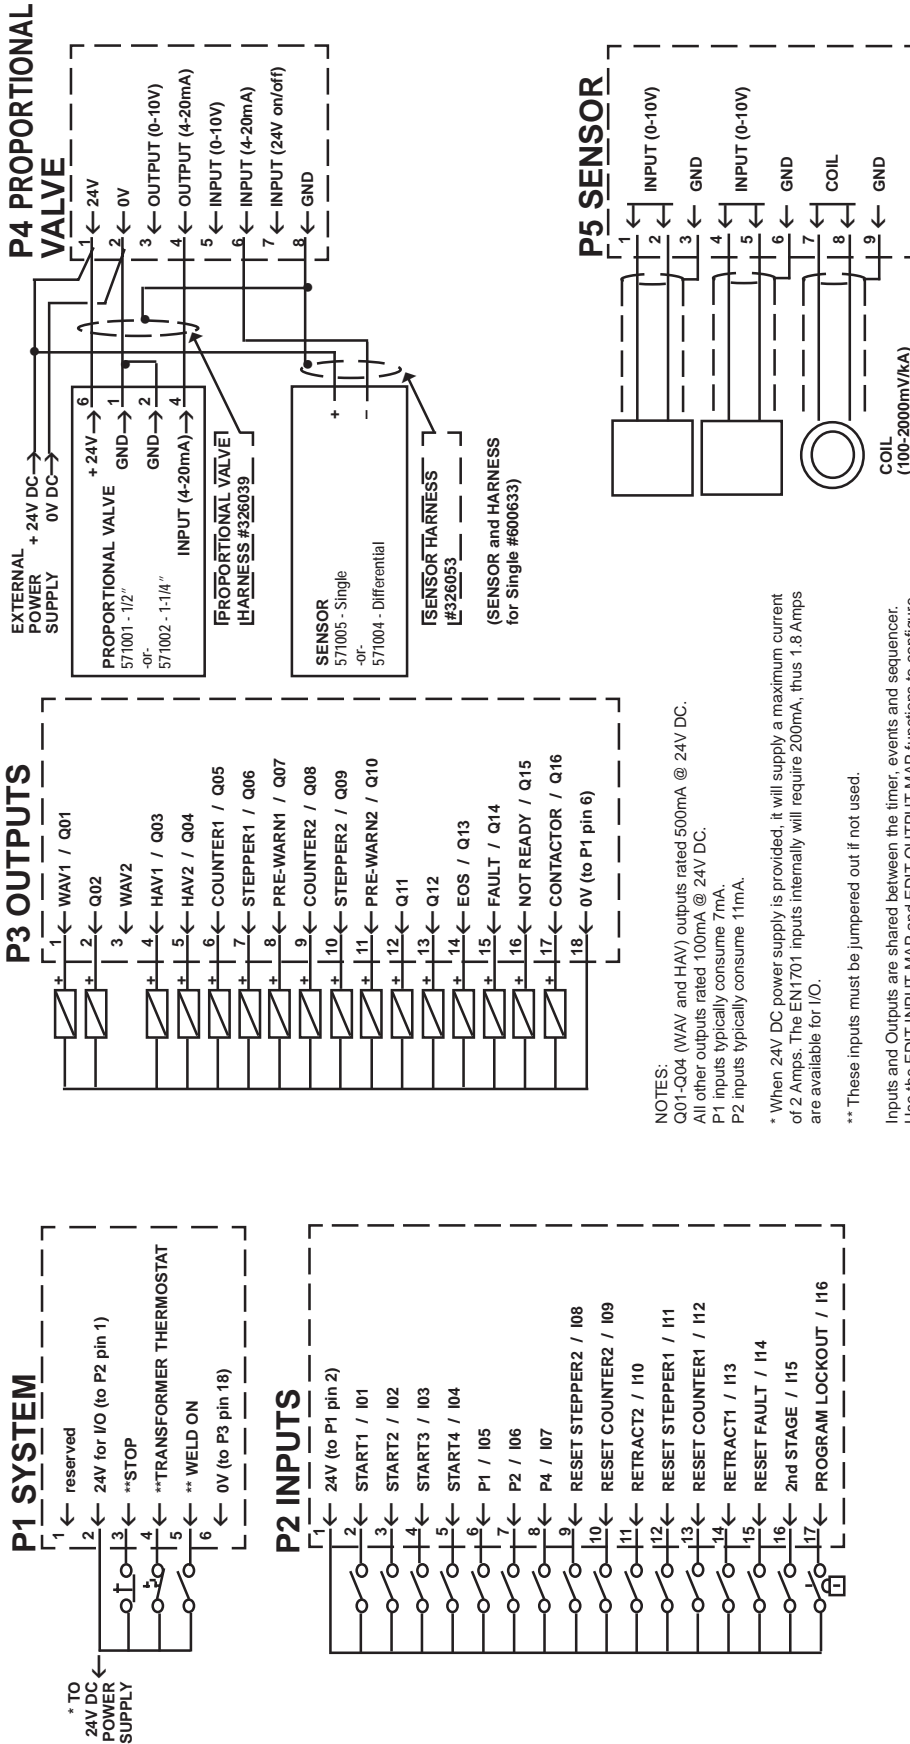 P1 SYSTEM
1 reserved
2 24V for I/O (to P2 pin 1)
3 **STOP
4 **TRANSFORMER THERMOSTAT
5 ** WELD ON
6 0V (to P3 pin 18)
* TO
24V DC
POWER
SUPPLY
P2 INPUTS
1 24V (to P1 pin 2)
2 START1 / I01
3 START2 / I02
4 START3 / I03
5 START4 / I04
6 P1 / I05
7 P2 / I06
8 P4 / I07
9 RESET STEPPER2 / I08
10 RESET COUNTER2 / I09
11 RETRACT2 / I10
12 RESET STEPPER1 / I11
13 RESET COUNTER1 / I12
14 RETRACT1 / I13
15 RESET FAULT / I14
16 2nd STAGE / I15
17 PROGRAM LOCKOUT / I16
P3 OUTPUTS
+ 1 WAV1 / Q01
+ 2 Q02
3 WAV2
+ 4 HAV1 / Q03
+ 5 HAV2 / Q04
+ 6 COUNTER1 / Q05
+ 7 STEPPER1 / Q06
+ 8 PRE-WARN1 / Q07
+ 9 COUNTER2 / Q08
+ 10 STEPPER2 / Q09
+ 11 PRE-WARN2 / Q10
+ 12 Q11
+ 13 Q12
+ 14 EOS / Q13
+ 15 FAULT / Q14
+ 16 NOT READY / Q15
+ 17 CONTACTOR / Q16
18 0V (to P1 pin 6)
NOTES:
Q01-Q04 (WAV and HAV) outputs rated 500mA @ 24V DC.
All other outputs rated 100mA @ 24V DC.
P1 inputs typically consume 7mA.
P2 inputs typically consume 11mA.
* When 24V DC power supply is provided, it will supply a maximum current
of 2 Amps. The EN1701 inputs internally will require 200mA, thus 1.8 Amps
are available for I/O.
** These inputs must be jumpered out if not used.
Inputs and Outputs are shared between the timer, events and sequencer.
Use the EDIT INPUT MAP and EDIT OUTPUT MAP functions to configure
P4 PROPORTIONAL
VALVE
1 24V
2 0V
3 OUTPUT (0-10V)
4 OUTPUT (4-20mA)
5 INPUT (0-10V)
6 INPUT (4-20mA)
7 INPUT (24V on/off)
8 GND
EXTERNAL
POWER
SUPPLY
+ 24V DC
0V DC
PROPORTIONAL VALVE
571001 - 1/2″
-or-
571002 - 1-1/4 ″
+ 24V 6
GND 1
GND 2
INPUT (4-20mA) 4
PROPORTIONAL VALVE
HARNESS #326039
SENSOR
571005 - Single
-or-
571004 - Differential
+
–
SENSOR HARNESS
#326053
(SENSOR and HARNESS
for Single #600633)
P5 SENSOR
1
2
INPUT (0-10V)
3 GND
4
5
INPUT (0-10V)
6 GND
7
8
COIL
9 GND
COIL
(100-2000mV/kA)